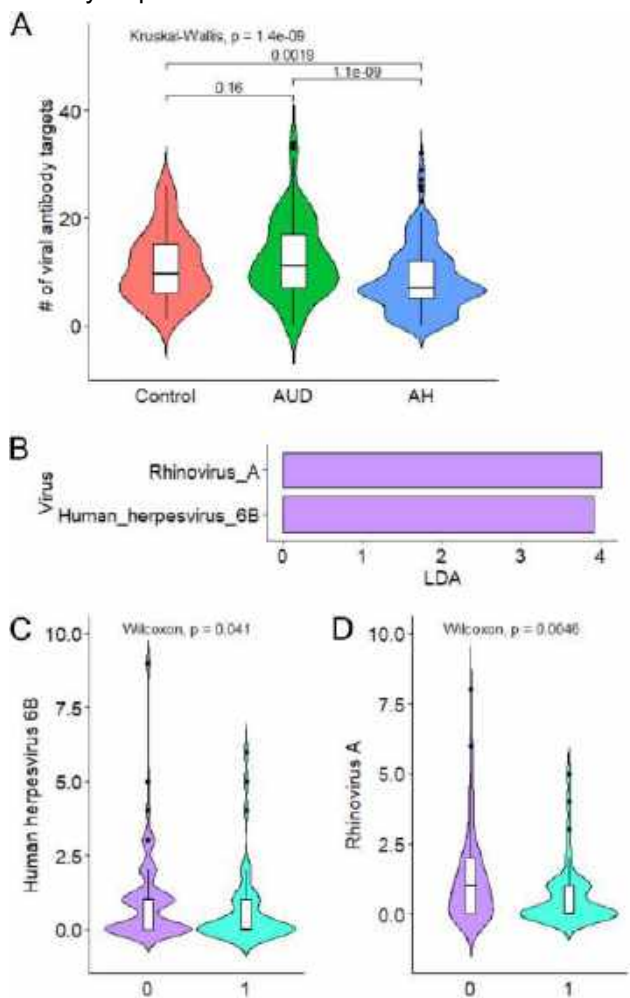 A
Kruskal-Wallis, p = 1.4e-09
0.0019
1.1e-09
0.16
# of viral antibody targets
40
20
0
Control AUD AH
B
Virus
Rhinovirus_A
Human_herpesvirus_6B
0 1 2 3 4
LDA
C
Wilcoxon, p = 0.041
Human herpesvirus 6B
10.0
7.5
5.0
2.5
0.0
0 1
D
Wilcoxon, p = 0.0046
Rhinovirus A
10.0
7.5
5.0
2.5
0.0
0 1